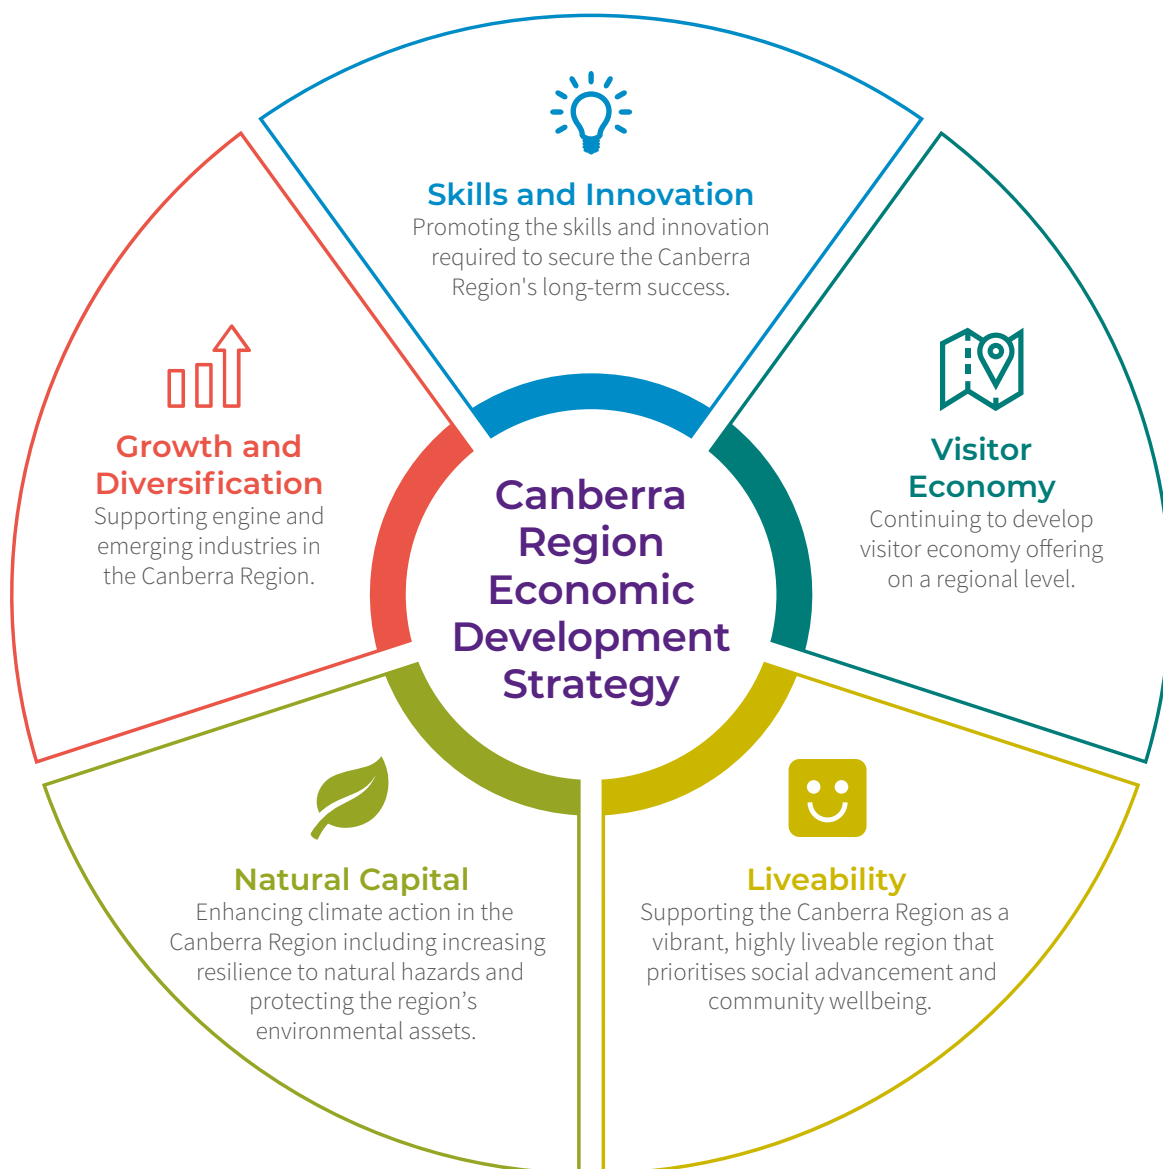 Skills and Innovation
Promoting the skills and innovation
required to secure the Canberra
Region's long-term success.
Growth and
Diversification
Supporting engine and
emerging industries in
the Canberra Region.
Canberra
Region
Economic
Development
Strategy
Visitor
Economy
Continuing to develop
visitor economy offering
on a regional level.
Natural Capital
Enhancing climate action in the
Canberra Region including increasing
resilience to natural hazards and
protecting the region’s
environmental assets.
Liveability
Supporting the Canberra Region as a
vibrant, highly liveable region that
prioritises social advancement and
community wellbeing.